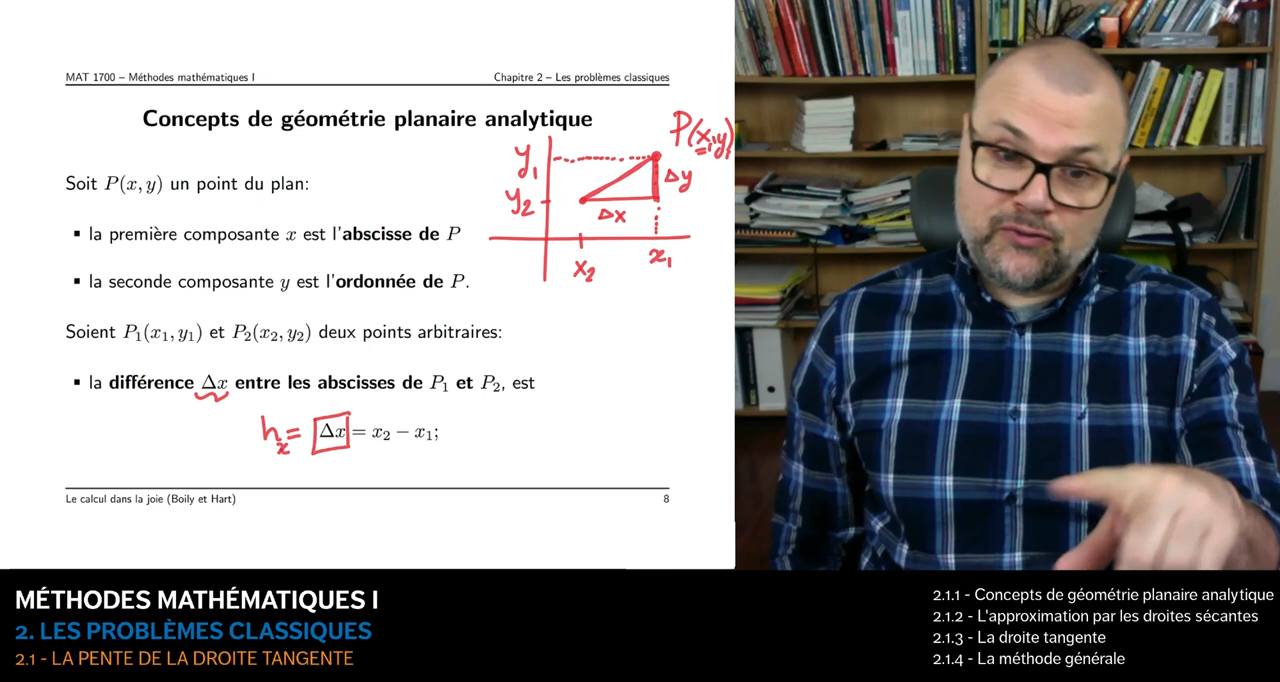 MAT 1700 – Méthodes mathématiques I
Chapitre 2 – Les problèmes classiques
Concepts de géométrie planaire analytique
P(x,y)
y₁
Δy
y₂
Δx
x₂
x₁
Soit P(x, y) un point du plan:
▪ la première composante x est l'abscisse de P
▪ la seconde composante y est l'ordonnée de P.
Soient P₁(x₁, y₁) et P₂(x₂, y₂) deux points arbitraires:
▪ la différence Δx entre les abscisses de P₁ et P₂, est
hₓ = Δx = x₂ − x₁;
Le calcul dans la joie (Boily et Hart)
8
MÉTHODES MATHÉMATIQUES I
2. LES PROBLÈMES CLASSIQUES
2.1 - LA PENTE DE LA DROITE TANGENTE
2.1.1 - Concepts de géométrie planaire analytique
2.1.2 - L'approximation par les droites sécantes
2.1.3 - La droite tangente
2.1.4 - La méthode générale